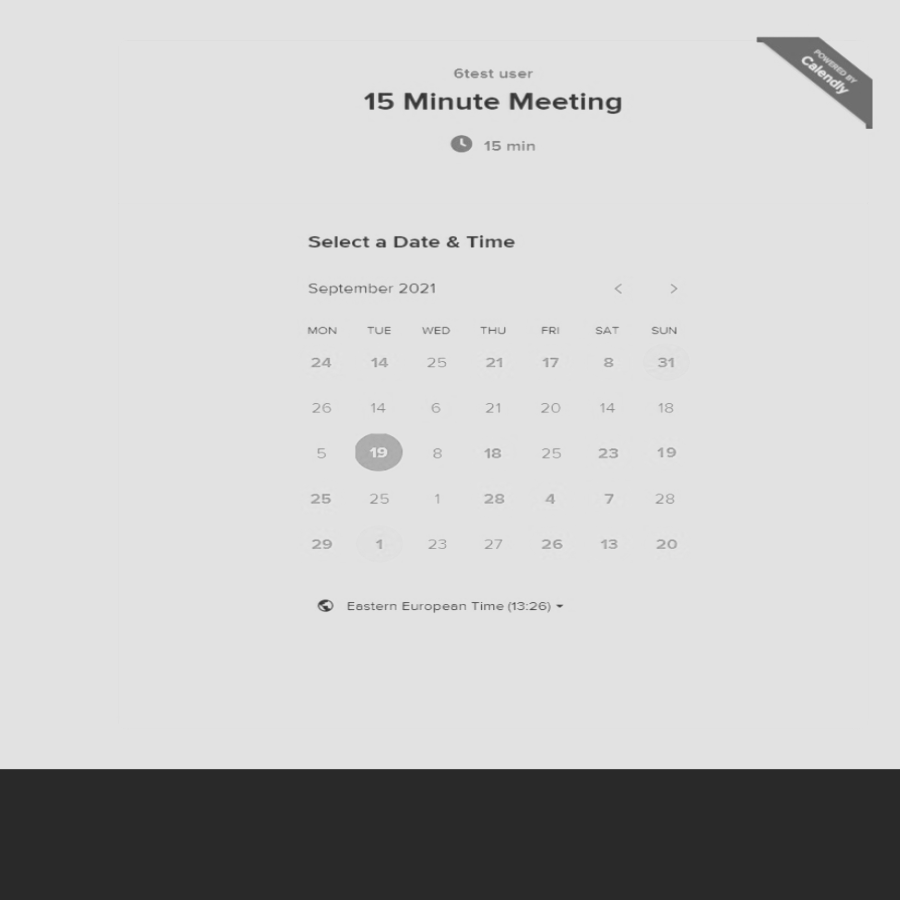 POWERED BY
Calendly
6test user
15 Minute Meeting
15 min
Select a Date & Time
September 2021 < >
MON TUE WED THU FRI SAT SUN
24 14 25 21 17 8 31
26 14 6 21 20 14 18
5 19 8 18 25 23 19
25 25 1 28 4 7 28
29 1 23 27 26 13 20
Eastern European Time (13:26)